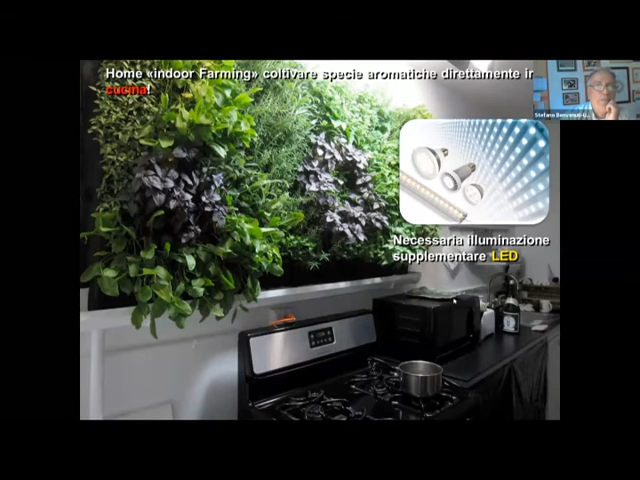 Home «indoor Farming» coltivare specie aromatiche direttamente in
cucina!
Necessaria illuminazione
supplementare LED